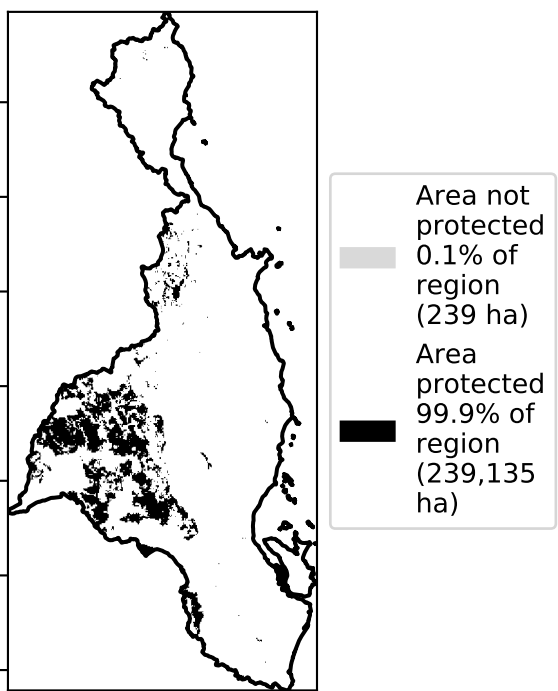 Area not
protected
0.1% of
region
(239 ha)
Area
protected
99.9% of
region
(239,135
ha)